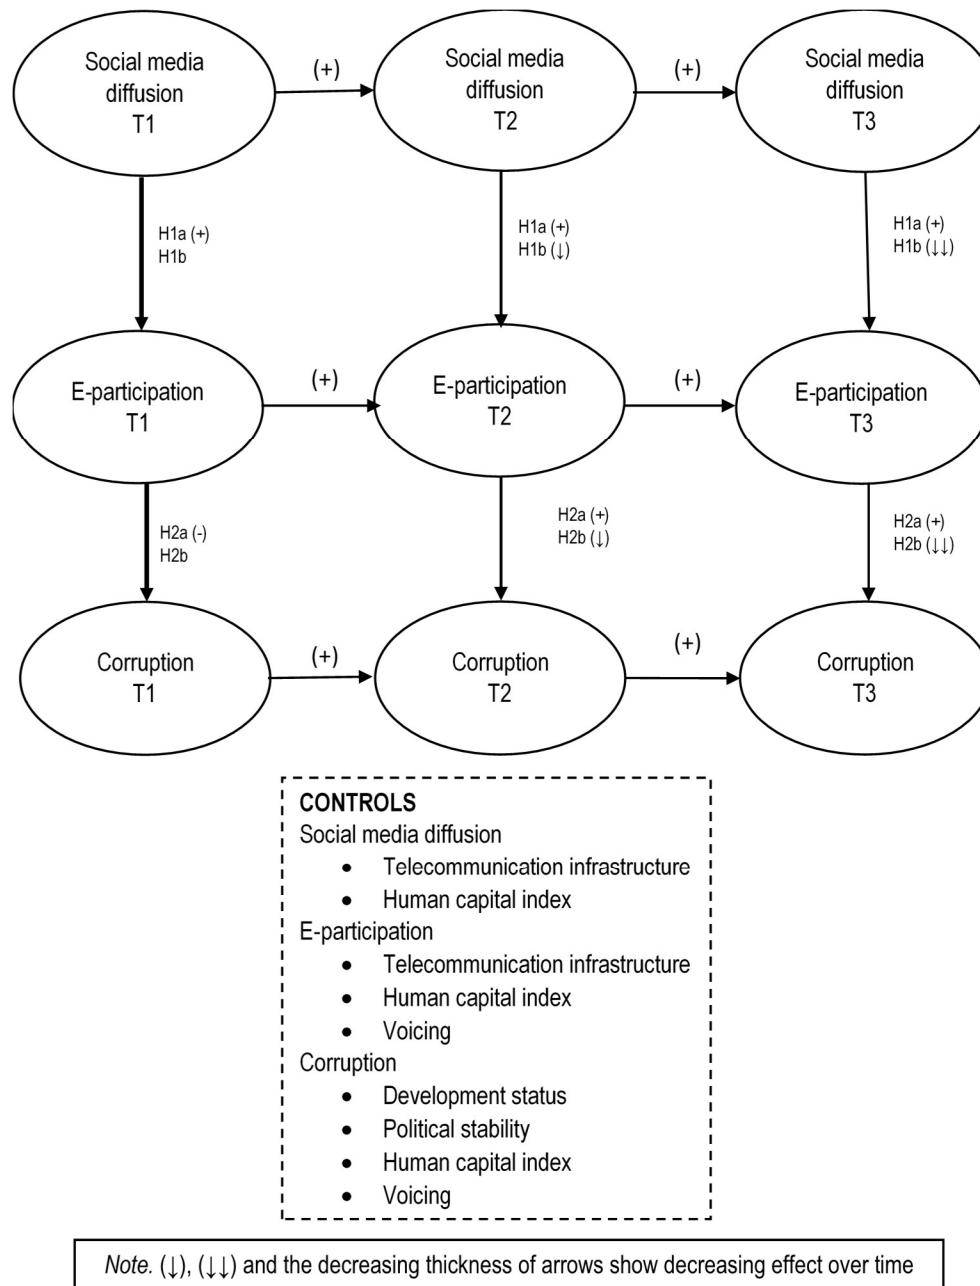 Social media
diffusion
T1
(+)
Social media
diffusion
T2
(+)
Social media
diffusion
T3
H1a (+)
H1b
H1a (+)
H1b (↓)
H1a (+)
H1b (↓↓)
E-participation
T1
(+)
E-participation
T2
(+)
E-participation
T3
H2a (-)
H2b
H2a (+)
H2b (↓)
H2a (+)
H2b (↓↓)
Corruption
T1
(+)
Corruption
T2
(+)
Corruption
T3
CONTROLS
Social media diffusion
• Telecommunication infrastructure
• Human capital index
E-participation
• Telecommunication infrastructure
• Human capital index
• Voicing
Corruption
• Development status
• Political stability
• Human capital index
• Voicing
Note. (↓), (↓↓) and the decreasing thickness of arrows show decreasing effect over time